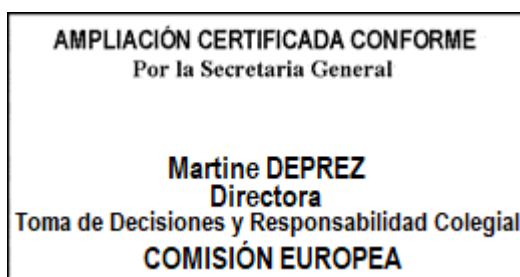 AMPLIACIÓN CERTIFICADA CONFORME
Por la Secretaria General
Martine DEPREZ
Directora
Toma de Decisiones y Responsabilidad Colegial
COMISIÓN EUROPEA